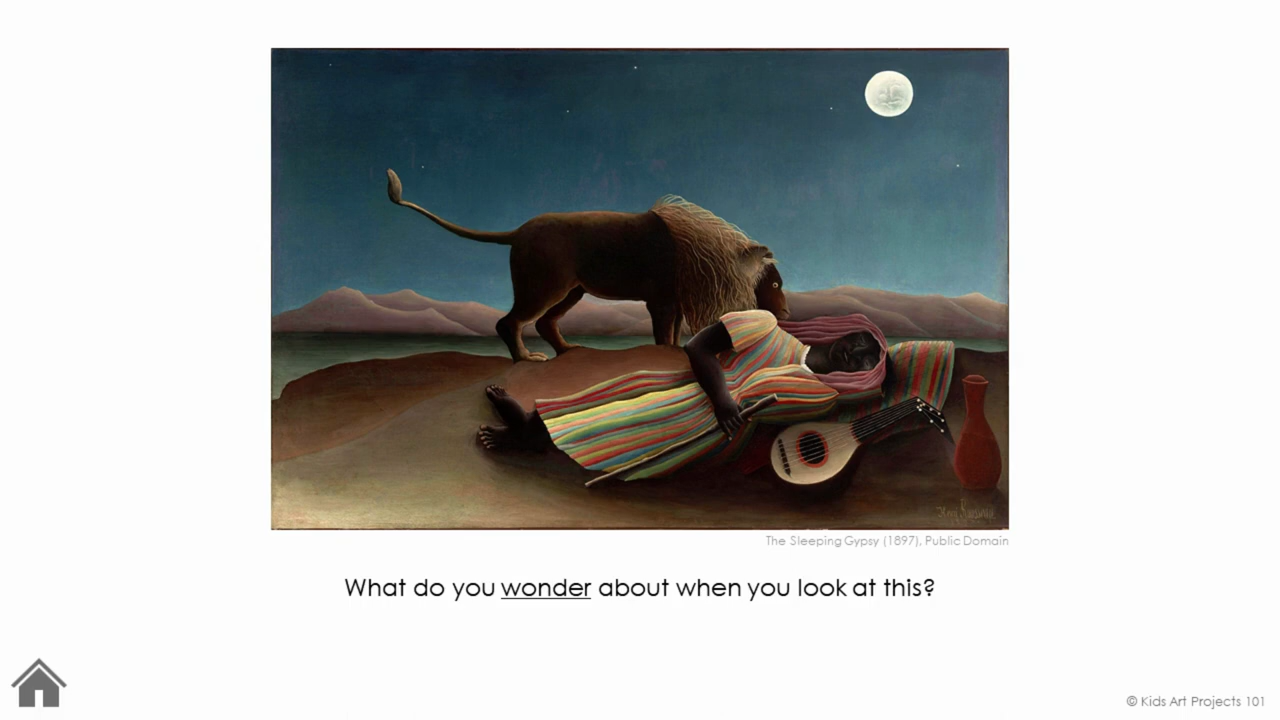 The Sleeping Gypsy (1897), Public Domain
What do you wonder about when you look at this?
© Kids Art Projects 101